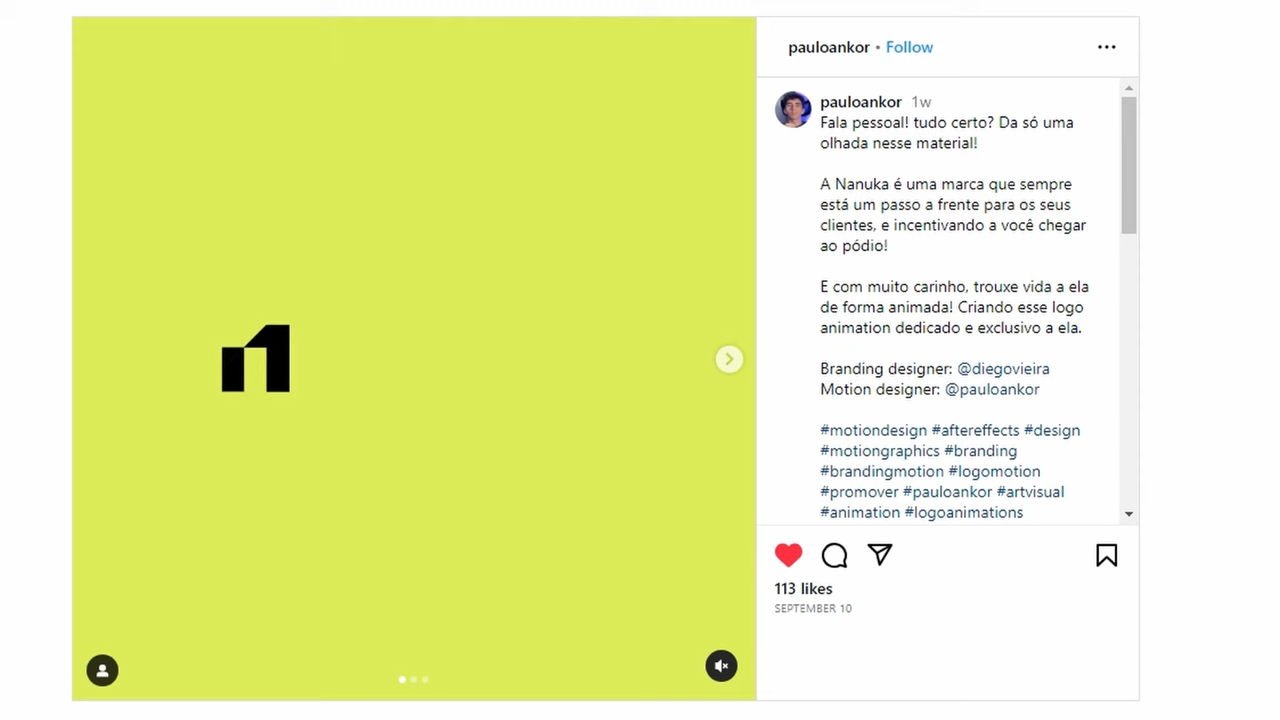 n1
pauloankor • Follow
pauloankor 1w
Fala pessoal! tudo certo? Da só uma
olhada nesse material!
A Nanuka é uma marca que sempre
está um passo a frente para os seus
clientes, e incentivando a você chegar
ao pódio!
E com muito carinho, trouxe vida a ela
de forma animada! Criando esse logo
animation dedicado e exclusivo a ela.
Branding designer: @diegovieira
Motion designer: @pauloankor
#motiondesign #aftereffects #design
#motiongraphics #branding
#brandingmotion #logomotion
#promover #pauloankor #artvisual
#animation #logoanimations
113 likes
SEPTEMBER 10